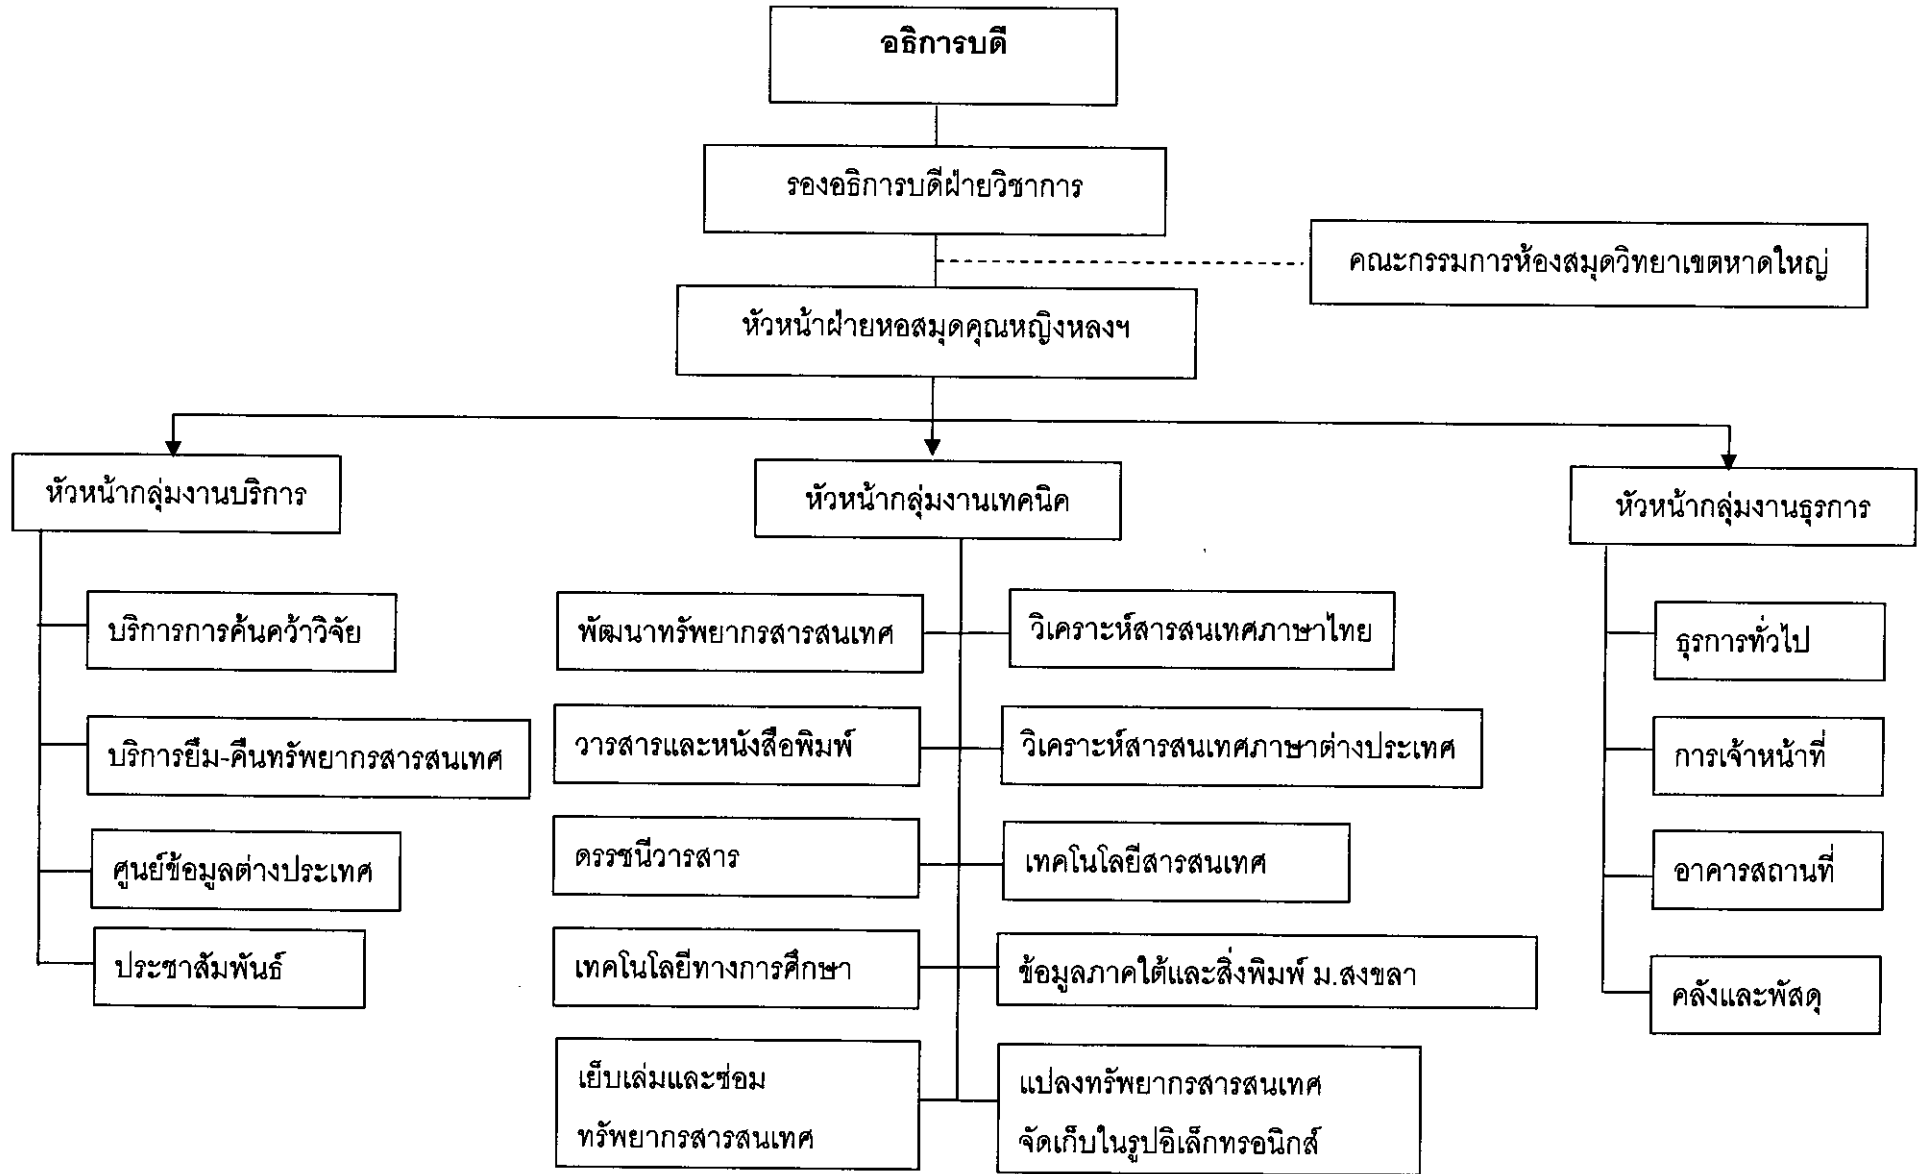 อธิการบดี
รองอธิการบดีฝ่ายวิชาการ
คณะกรรมการห้องสมุดวิทยาเขตหาดใหญ่
หัวหน้าฝ่ายหอสมุดคุณหญิงหลงฯ
หัวหน้ากลุ่มงานบริการ
บริการการค้นคว้าวิจัย
บริการยืม-คืนทรัพยากรสารสนเทศ
ศูนย์ข้อมูลต่างประเทศ
ประชาสัมพันธ์
หัวหน้ากลุ่มงานเทคนิค
พัฒนาทรัพยากรสารสนเทศ
วิเคราะห์สารสนเทศภาษาไทย
วารสารและหนังสือพิมพ์
วิเคราะห์สารสนเทศภาษาต่างประเทศ
ดรรชนีวารสาร
เทคโนโลยีสารสนเทศ
เทคโนโลยีทางการศึกษา
ข้อมูลภาคใต้และสิ่งพิมพ์ ม.สงขลา
เย็บเล่มและซ่อม
ทรัพยากรสารสนเทศ
แปลงทรัพยากรสารสนเทศ
จัดเก็บในรูปอิเล็กทรอนิกส์
หัวหน้ากลุ่มงานธุรการ
ธุรการทั่วไป
การเจ้าหน้าที่
อาคารสถานที่
คลังและพัสดุ